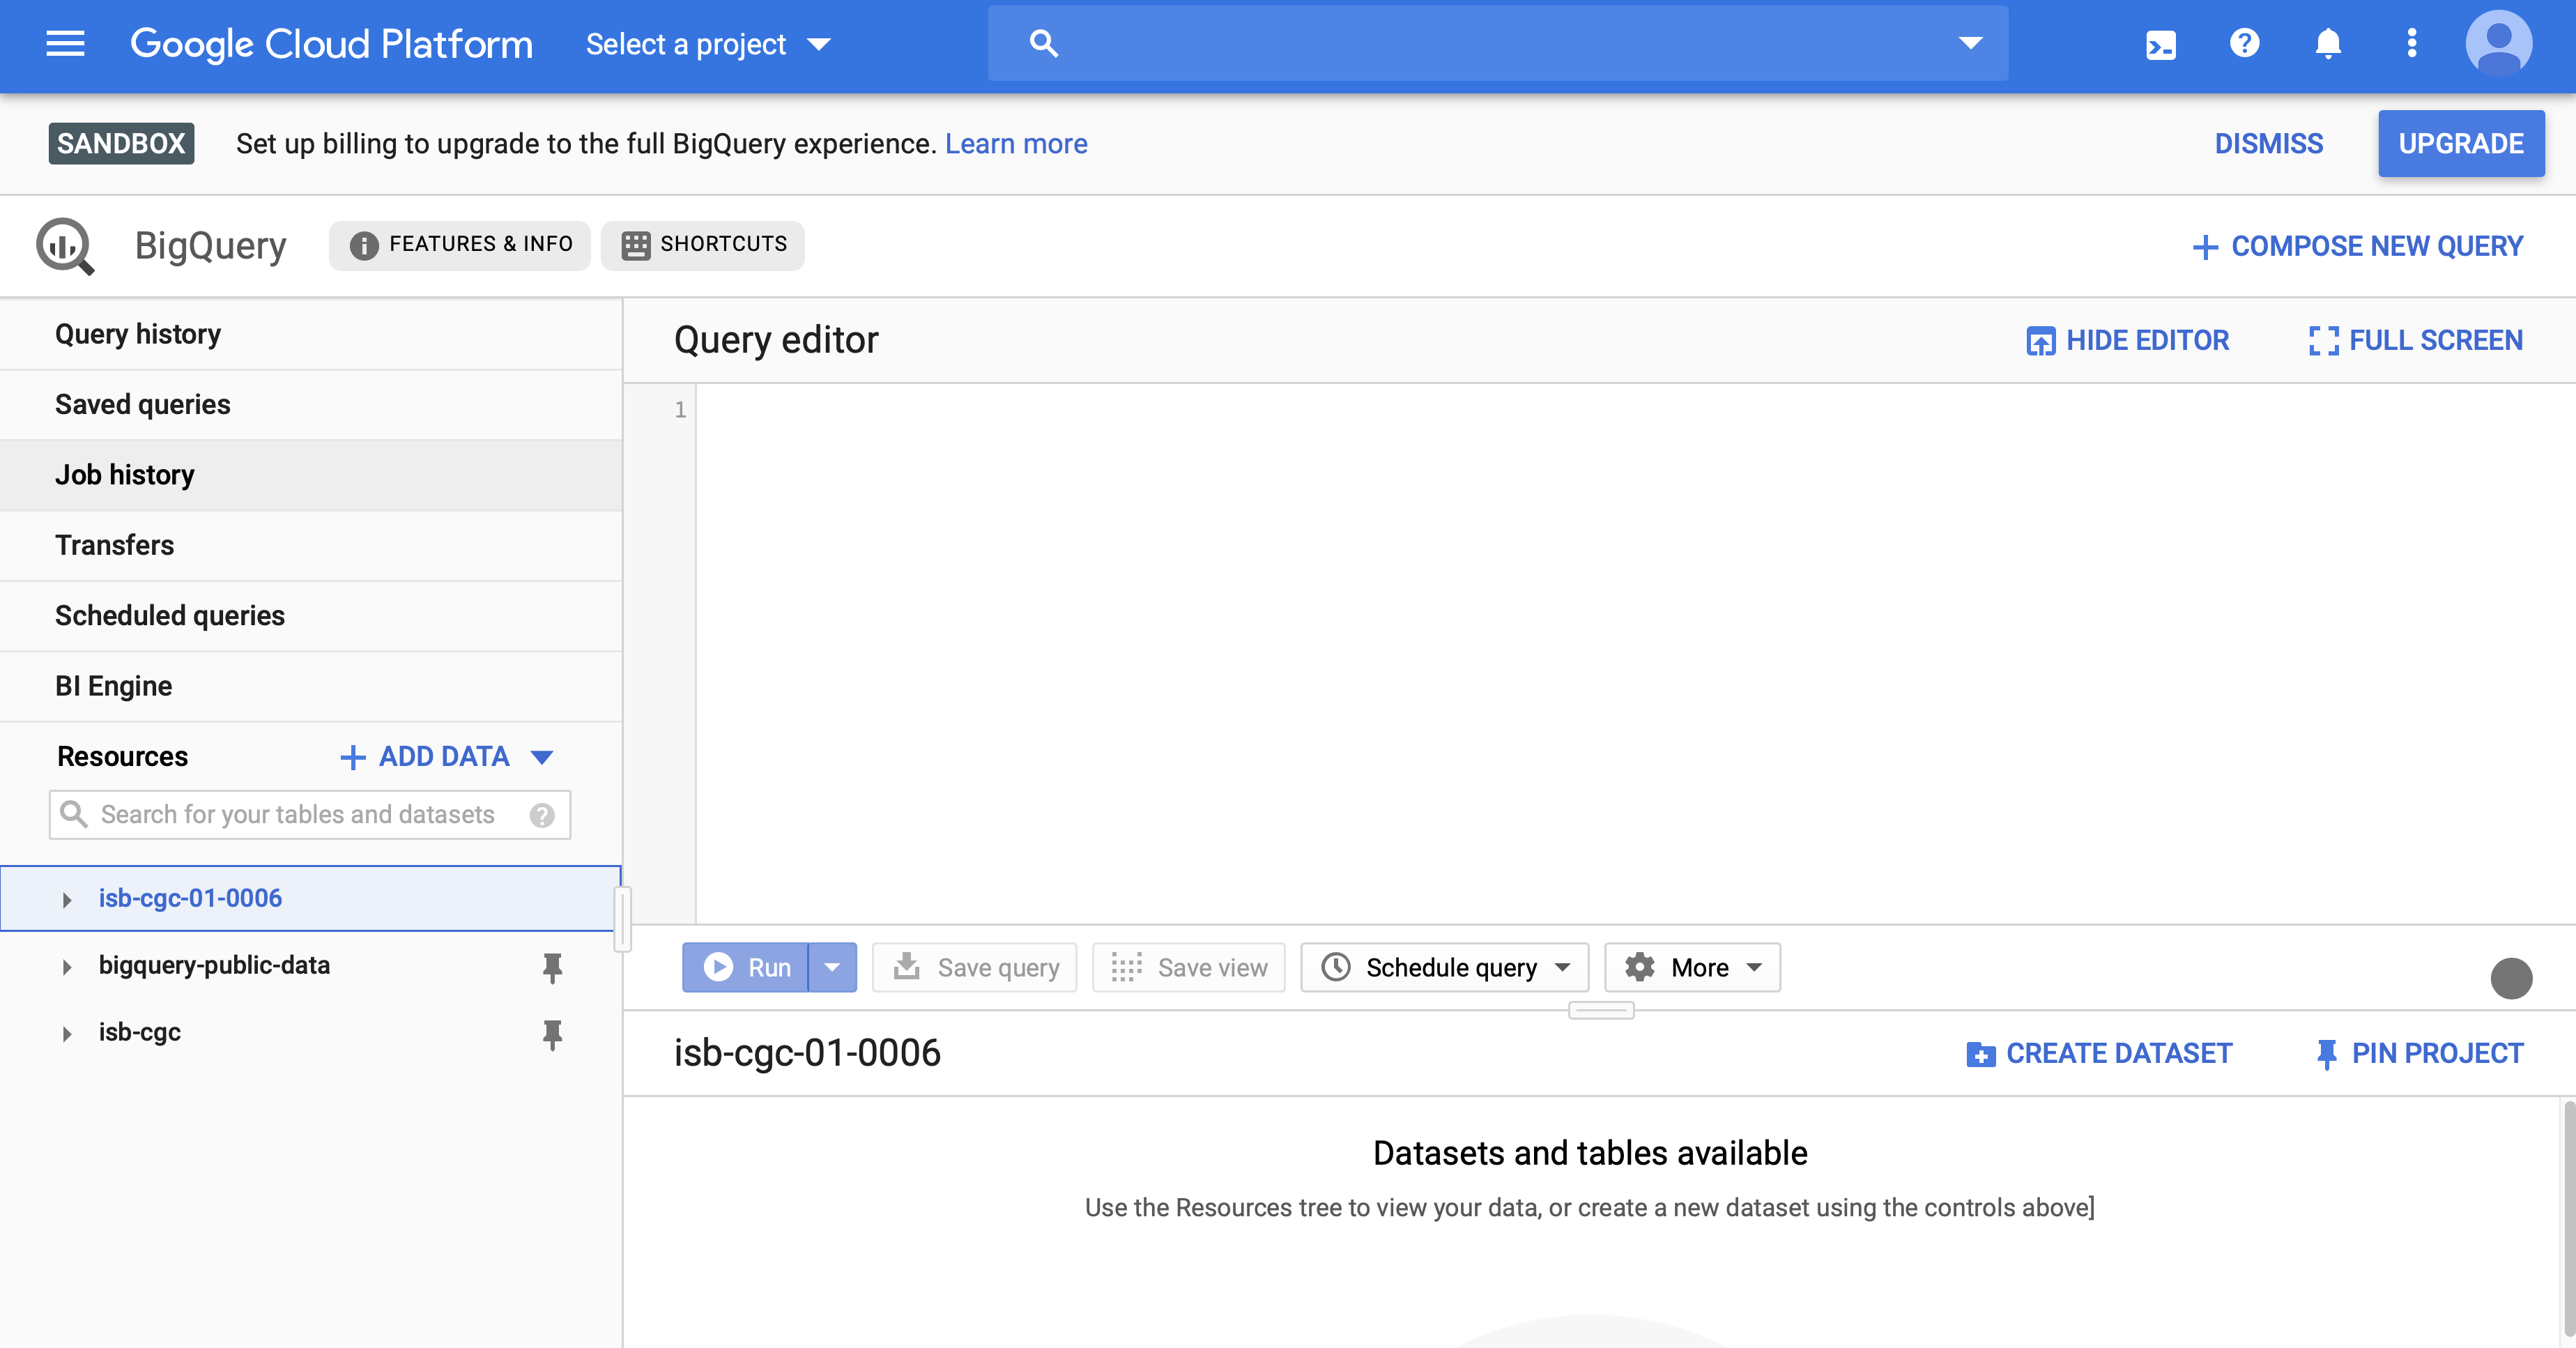 Google Cloud Platform Select a project
SANDBOX Set up billing to upgrade to the full BigQuery experience. Learn more DISMISS UPGRADE
BigQuery FEATURES & INFO SHORTCUTS COMPOSE NEW QUERY
Query history
Saved queries
Job history
Transfers
Scheduled queries
BI Engine
Resources ADD DATA
Search for your tables and datasets
isb-cgc-01-0006
bigquery-public-data
isb-cgc
Query editor HIDE EDITOR FULL SCREEN
1
Run Save query Save view Schedule query More
isb-cgc-01-0006 CREATE DATASET PIN PROJECT
Datasets and tables available
Use the Resources tree to view your data, or create a new dataset using the controls above]